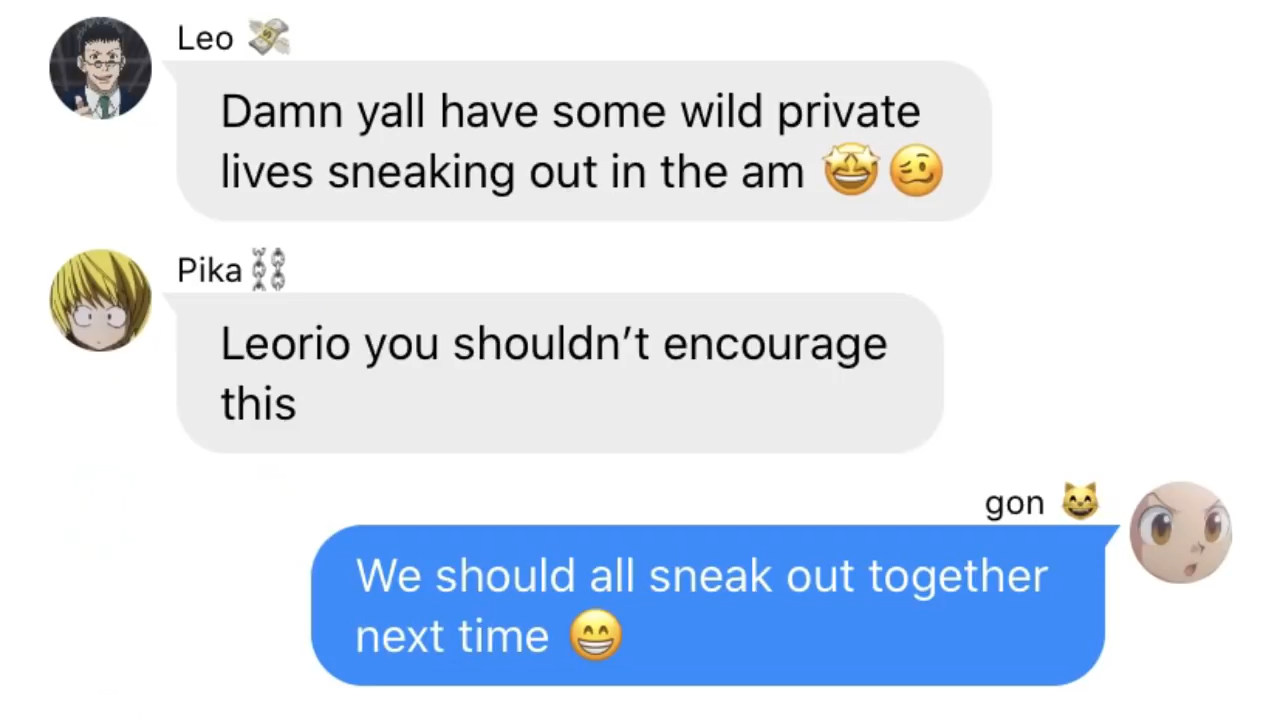 Leo 💸
Damn yall have some wild private
lives sneaking out in the am 🤩🥴
Pika ⛓️
Leorio you shouldn’t encourage
this
gon 😸
We should all sneak out together
next time 😁